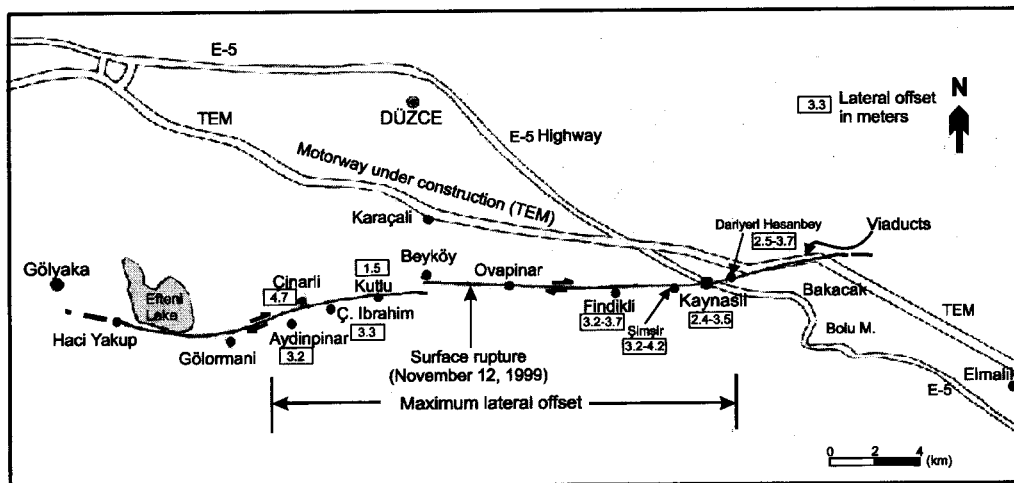 E-5
N
3.3 Lateral offset
in meters
DÜZCE
TEM
E-5 Highway
Motorway under construction (TEM)
Karaçali
Dariyeri Hasanbey
2.5-3.7
Viaducts
Beyköy
Gölyaka
1.5
Ovapinar
Çinarli
Kutlu
Efteni
Lake
4.7
Findikli
Kaynasli
Bakacak
TEM
Ç. Ibrahim
3.2-3.7
Şimşir
2.4-3.5
Haci Yakup
Aydinpinar
3.3
3.2-4.2
Bolu M.
Gölormani
3.2
Surface rupture
(November 12, 1999)
Elmalik
E-5
Maximum lateral offset
0 2 4
(km)